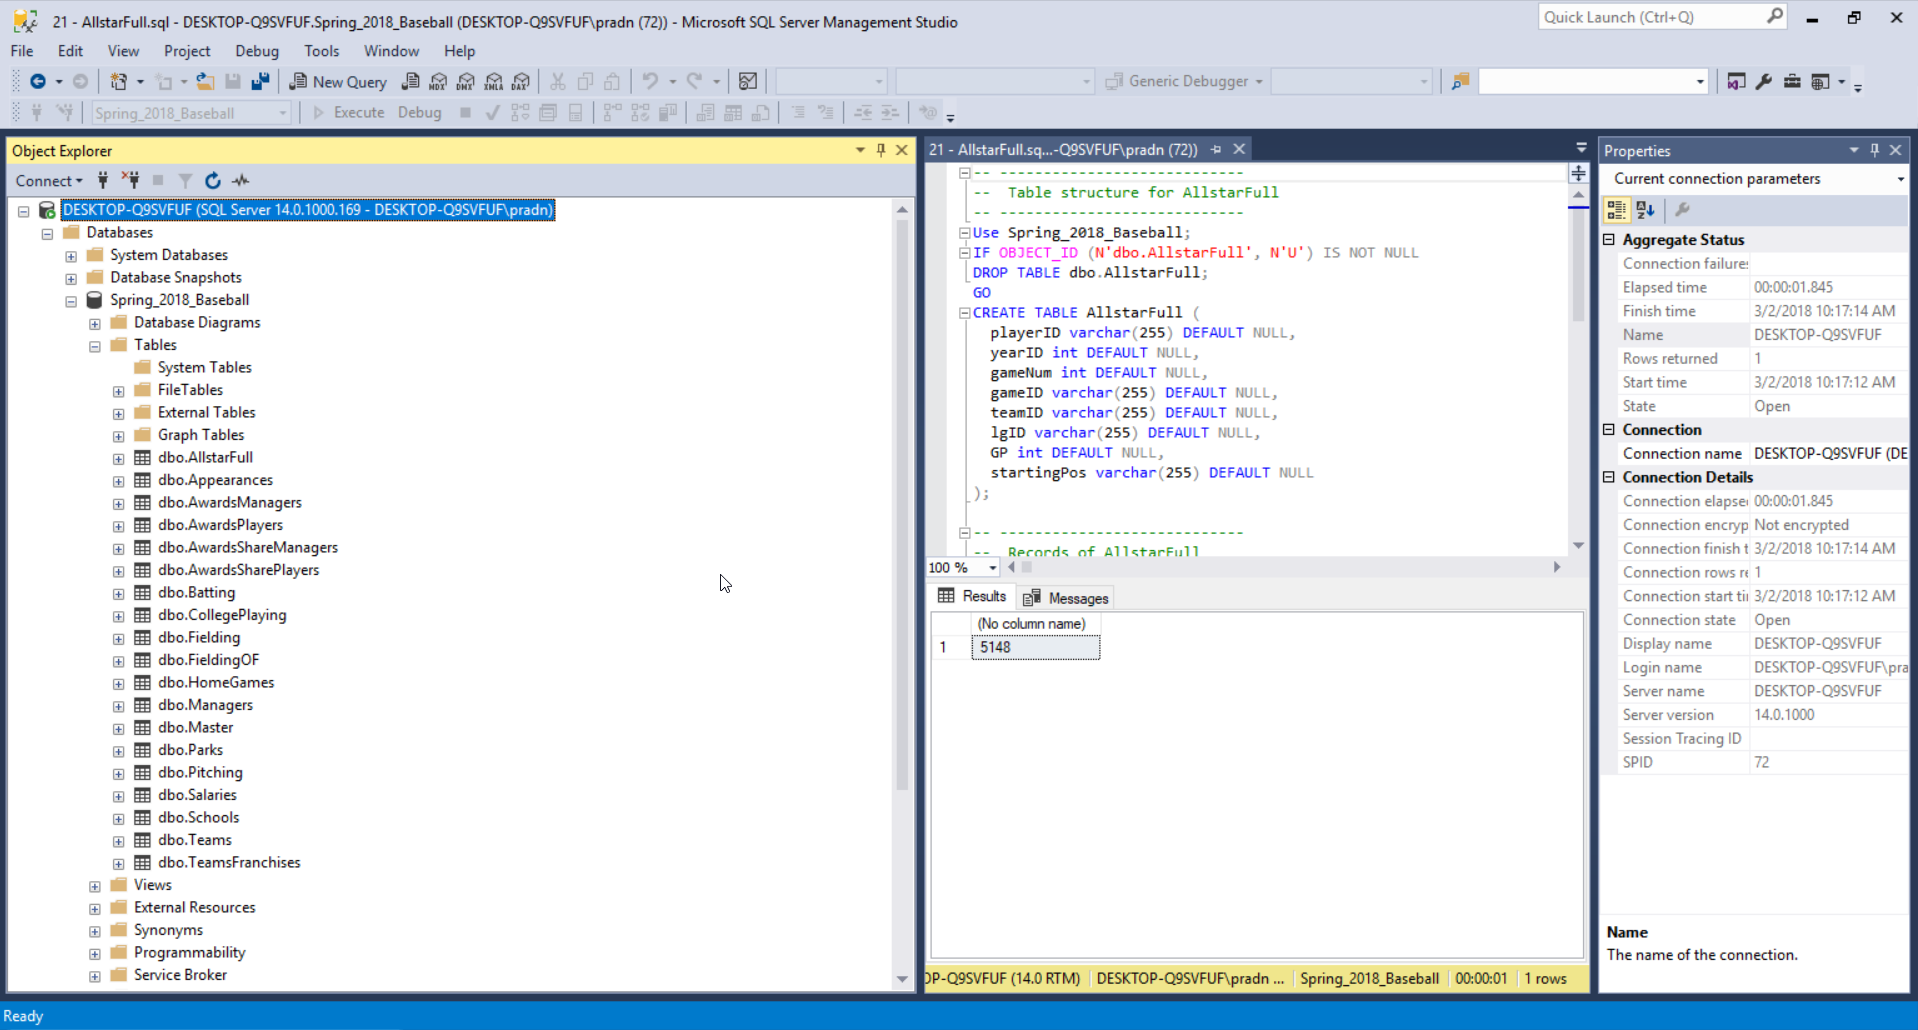 21 - AllstarFull.sql - DESKTOP-Q9SVFUF.Spring_2018_Baseball (DESKTOP-Q9SVFUF\pradn (72)) - Microsoft SQL Server Management Studio
Quick Launch (Ctrl+Q)
File Edit View Project Debug Tools Window Help
New Query MDX DMX XMLA DAX Generic Debugger
Spring_2018_Baseball Execute Debug
Object Explorer
Connect
DESKTOP-Q9SVFUF (SQL Server 14.0.1000.169 - DESKTOP-Q9SVFUF\pradn)
Databases
System Databases
Database Snapshots
Spring_2018_Baseball
Database Diagrams
Tables
System Tables
FileTables
External Tables
Graph Tables
dbo.AllstarFull
dbo.Appearances
dbo.AwardsManagers
dbo.AwardsPlayers
dbo.AwardsShareManagers
dbo.AwardsSharePlayers
dbo.Batting
dbo.CollegePlaying
dbo.Fielding
dbo.FieldingOF
dbo.HomeGames
dbo.Managers
dbo.Master
dbo.Parks
dbo.Pitching
dbo.Salaries
dbo.Schools
dbo.Teams
dbo.TeamsFranchises
Views
External Resources
Synonyms
Programmability
Service Broker
21 - AllstarFull.sq...-Q9SVFUF\pradn (72))
-- ----------------------------
--  Table structure for AllstarFull
-- ----------------------------
Use Spring_2018_Baseball;
IF OBJECT_ID (N'dbo.AllstarFull', N'U') IS NOT NULL
DROP TABLE dbo.AllstarFull;
GO
CREATE TABLE AllstarFull (
playerID varchar(255) DEFAULT NULL,
yearID int DEFAULT NULL,
gameNum int DEFAULT NULL,
gameID varchar(255) DEFAULT NULL,
teamID varchar(255) DEFAULT NULL,
lgID varchar(255) DEFAULT NULL,
GP int DEFAULT NULL,
startingPos varchar(255) DEFAULT NULL
);
-- ----------------------------
--  Records of AllstarFull
100 %
Results Messages
(No column name)
1 5148
OP-Q9SVFUF (14.0 RTM) DESKTOP-Q9SVFUF\pradn ... Spring_2018_Baseball 00:00:01 1 rows
Properties
Current connection parameters
Aggregate Status
Connection failures
Elapsed time 00:00:01.845
Finish time 3/2/2018 10:17:14 AM
Name DESKTOP-Q9SVFUF
Rows returned 1
Start time 3/2/2018 10:17:12 AM
State Open
Connection
Connection name DESKTOP-Q9SVFUF (DE
Connection Details
Connection elapse 00:00:01.845
Connection encryp Not encrypted
Connection finish t 3/2/2018 10:17:14 AM
Connection rows re 1
Connection start ti 3/2/2018 10:17:12 AM
Connection state Open
Display name DESKTOP-Q9SVFUF
Login name DESKTOP-Q9SVFUF\pra
Server name DESKTOP-Q9SVFUF
Server version 14.0.1000
Session Tracing ID
SPID 72
Name
The name of the connection.
Ready